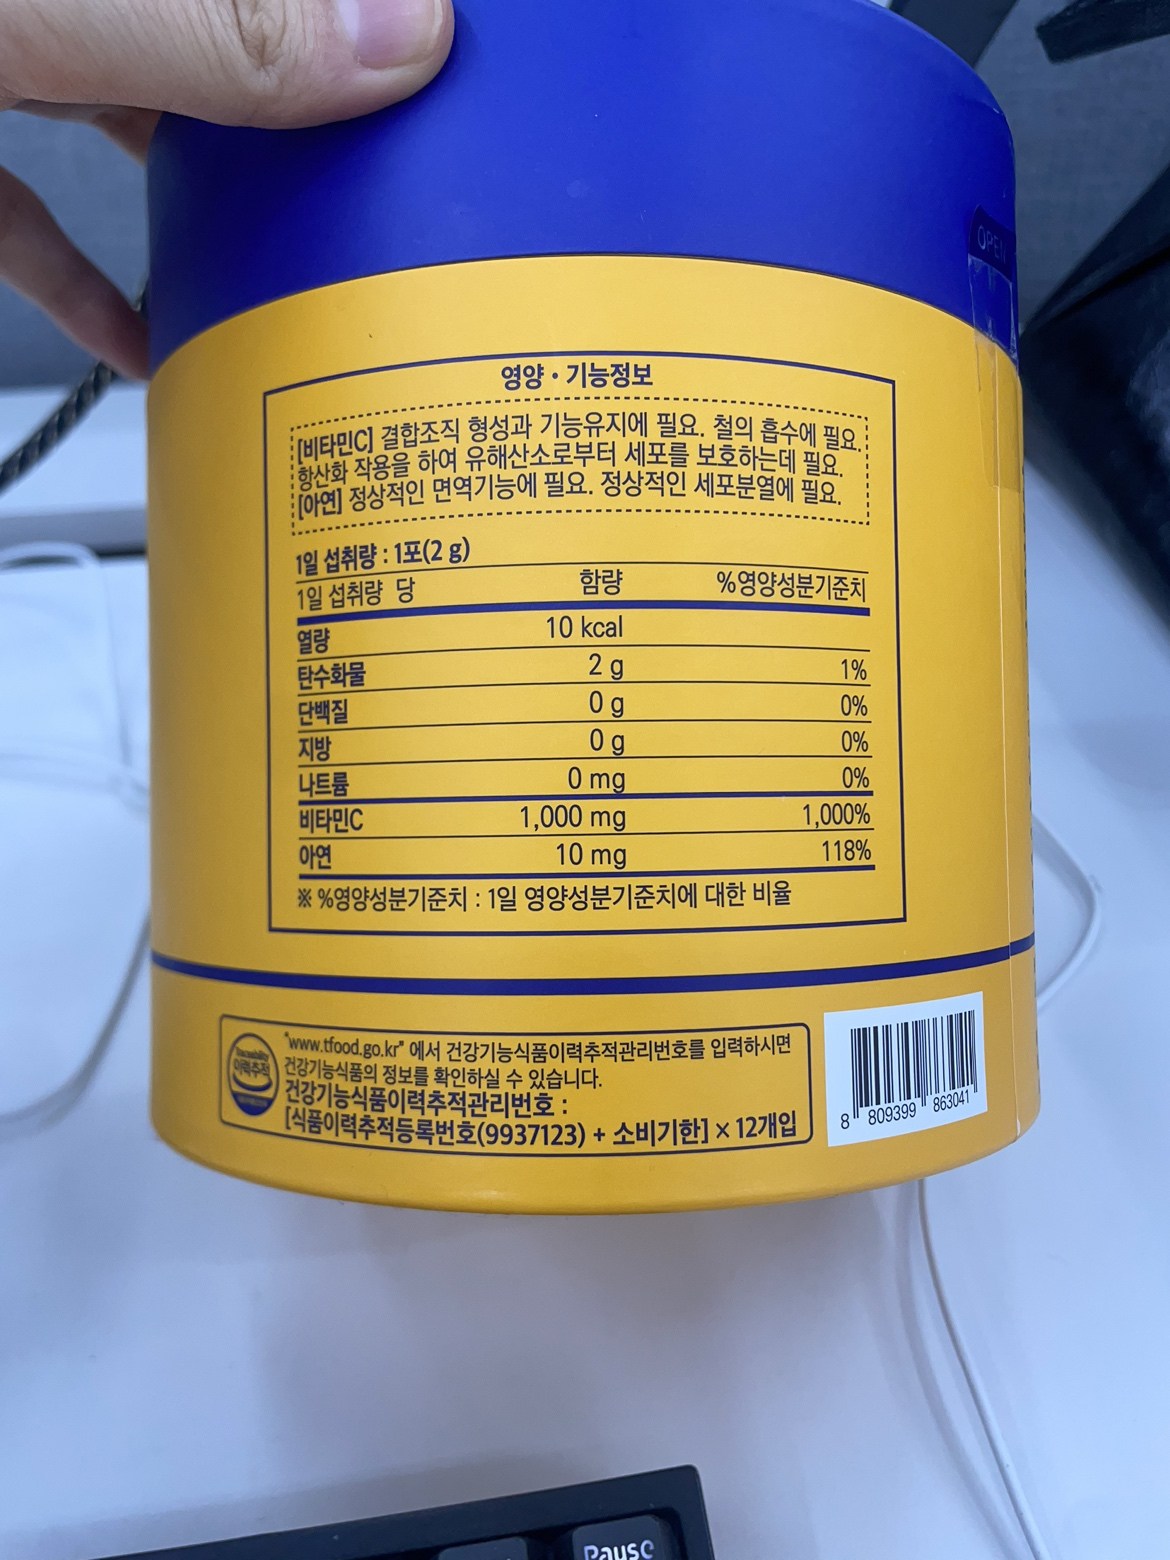 OPEN
영양 • 기능정보
[비타민C] 결합조직 형성과 기능유지에 필요. 철의 흡수에 필요.
항산화 작용을 하여 유해산소로부터 세포를 보호하는데 필요.
[아연] 정상적인 면역기능에 필요. 정상적인 세포분열에 필요.
1일 섭취량 : 1포(2 g)
1일 섭취량 당 함량 %영양성분기준치
열량 10 kcal
탄수화물 2 g 1%
단백질 0 g 0%
지방 0 g 0%
나트륨 0 mg 0%
비타민C 1,000 mg 1,000%
아연 10 mg 118%
※ %영양성분기준치 : 1일 영양성분기준치에 대한 비율
Traceability
이력추적
"www.tfood.go.kr" 에서 건강기능식품이력추적관리번호를 입력하시면
건강기능식품의 정보를 확인하실 수 있습니다.
건강기능식품이력추적관리번호 :
[식품이력추적등록번호(9937123) + 소비기한] × 12개입
8 809399 863041
Pause